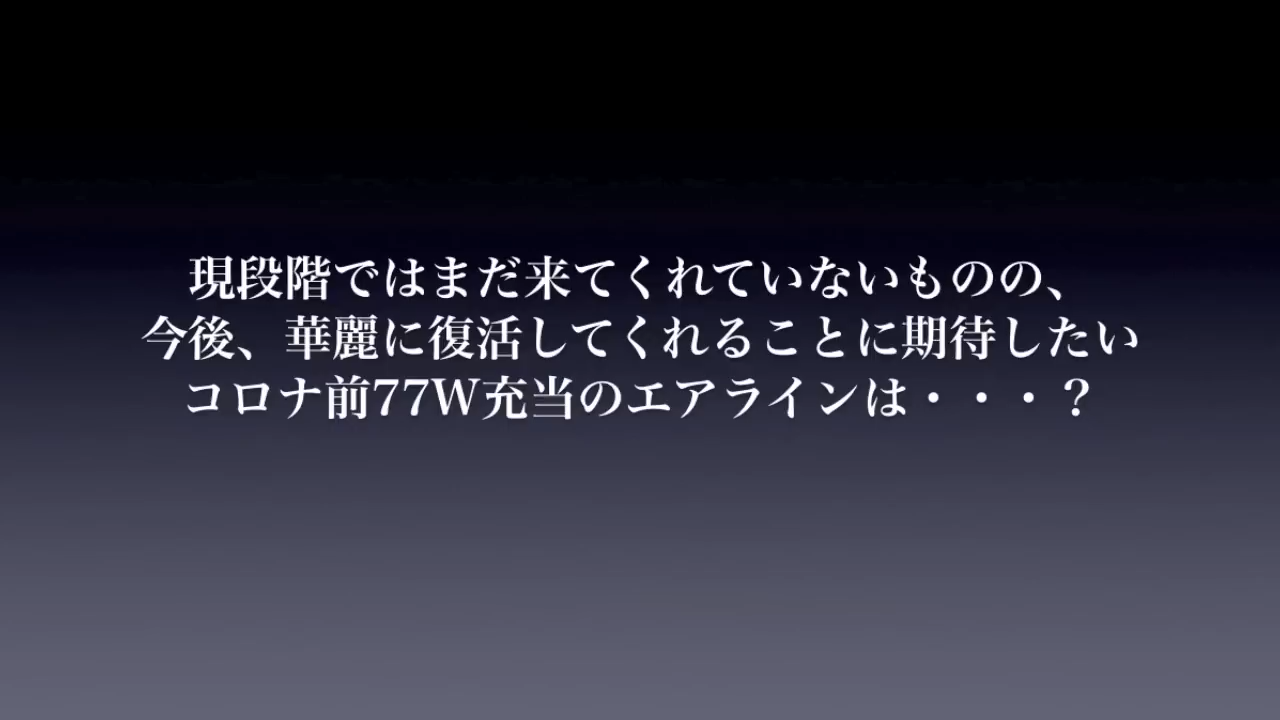 現段階ではまだ来てくれていないものの、
今後、華麗に復活してくれることに期待したい
コロナ前77W充当のエアラインは・・・？